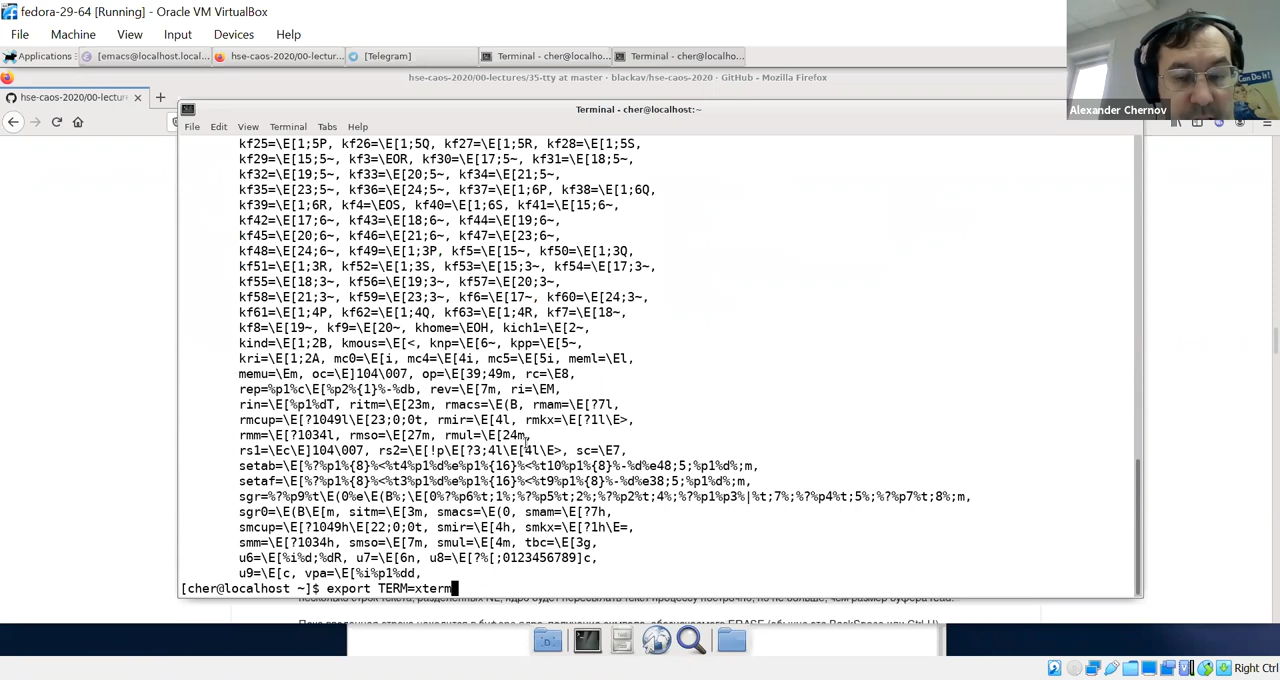 fedora-29-64 [Running] - Oracle VM VirtualBox
File Machine View Input Devices Help
Applications [emacs@localhost.local... hse-caos-2020/00-lectur... [Telegram] Terminal - cher@localho... Terminal - cher@localho...
hse-caos-2020/00-lectures/35-tty at master · blackav/hse-caos-2020 · GitHub - Mozilla Firefox
hse-caos-2020/00-lectur
Can Do It!
Alexander Chernov
Terminal - cher@localhost:~
File Edit View Terminal Tabs Help
kf25=\E[1;5P, kf26=\E[1;5Q, kf27=\E[1;5R, kf28=\E[1;5S,
kf29=\E[15;5~, kf3=\EOR, kf30=\E[17;5~, kf31=\E[18;5~,
kf32=\E[19;5~, kf33=\E[20;5~, kf34=\E[21;5~,
kf35=\E[23;5~, kf36=\E[24;5~, kf37=\E[1;6P, kf38=\E[1;6Q,
kf39=\E[1;6R, kf4=\EOS, kf40=\E[1;6S, kf41=\E[15;6~,
kf42=\E[17;6~, kf43=\E[18;6~, kf44=\E[19;6~,
kf45=\E[20;6~, kf46=\E[21;6~, kf47=\E[23;6~,
kf48=\E[24;6~, kf49=\E[1;3P, kf5=\E[15~, kf50=\E[1;3Q,
kf51=\E[1;3R, kf52=\E[1;3S, kf53=\E[15;3~, kf54=\E[17;3~,
kf55=\E[18;3~, kf56=\E[19;3~, kf57=\E[20;3~,
kf58=\E[21;3~, kf59=\E[23;3~, kf6=\E[17~, kf60=\E[24;3~,
kf61=\E[1;4P, kf62=\E[1;4Q, kf63=\E[1;4R, kf7=\E[18~,
kf8=\E[19~, kf9=\E[20~, khome=\EOH, kich1=\E[2~,
kind=\E[1;2B, kmous=\E[<, knp=\E[6~, kpp=\E[5~,
kri=\E[1;2A, mc0=\E[i, mc4=\E[4i, mc5=\E[5i, meml=\El,
memu=\Em, oc=\E]104\007, op=\E[39;49m, rc=\E8,
rep=%p1%c\E[%p2%{1}%-%db, rev=\E[7m, ri=\EM,
rin=\E[%p1%dT, ritm=\E[23m, rmacs=\E(B, rmam=\E[?7l,
rmcup=\E[?1049l\E[23;0;0t, rmir=\E[4l, rmkx=\E[?1l\E>,
rmm=\E[?1034l, rmso=\E[27m, rmul=\E[24m,
rs1=\Ec\E]104\007, rs2=\E[!p\E[?3;4l\E[4l\E>, sc=\E7,
setab=\E[%?%p1%{8}%<%t4%p1%d%e%p1%{16}%<%t10%p1%{8}%-%d%e48;5;%p1%d%;m,
setaf=\E[%?%p1%{8}%<%t3%p1%d%e%p1%{16}%<%t9%p1%{8}%-%d%e38;5;%p1%d%;m,
sgr=%?%p9%t\E(0%e\E(B%;\E[0%?%p6%t;1%;%?%p5%t;2%;%?%p2%t;4%;%?%p1%p3%|%t;7%;%?%p4%t;5%;%?%p7%t;8%;m,
sgr0=\E(B\E[m, sitm=\E[3m, smacs=\E(0, smam=\E[?7h,
smcup=\E[?1049h\E[22;0;0t, smir=\E[4h, smkx=\E[?1h\E=,
smm=\E[?1034h, smso=\E[7m, smul=\E[4m, tbc=\E[3g,
u6=\E[%i%d;%dR, u7=\E[6n, u8=\E[?%[;0123456789]c,
u9=\E[c, vpa=\E[%i%p1%dd,
[cher@localhost ~]$ export TERM=xterm
Right Ctrl